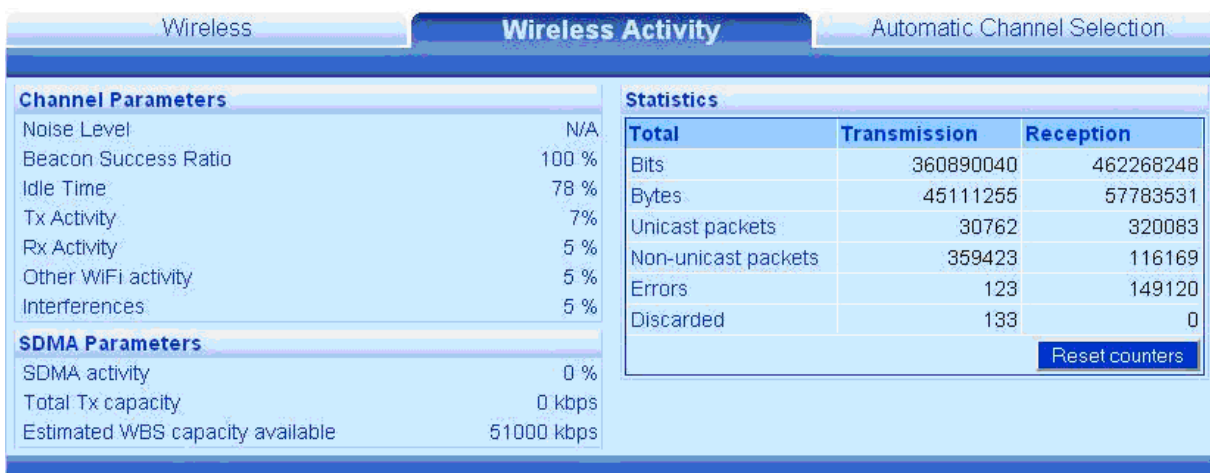 Wireless Wireless Activity Automatic Channel Selection
Channel Parameters
Noise Level N/A
Beacon Success Ratio 100 %
Idle Time 78 %
Tx Activity 7%
Rx Activity 5 %
Other WiFi activity 5 %
Interferences 5 %
SDMA Parameters
SDMA activity 0 %
Total Tx capacity 0 kbps
Estimated WBS capacity available 51000 kbps
Statistics
Total Transmission Reception
Bits 360890040 462268248
Bytes 45111255 57783531
Unicast packets 30762 320083
Non-unicast packets 359423 116169
Errors 123 149120
Discarded 133 0
Reset counters